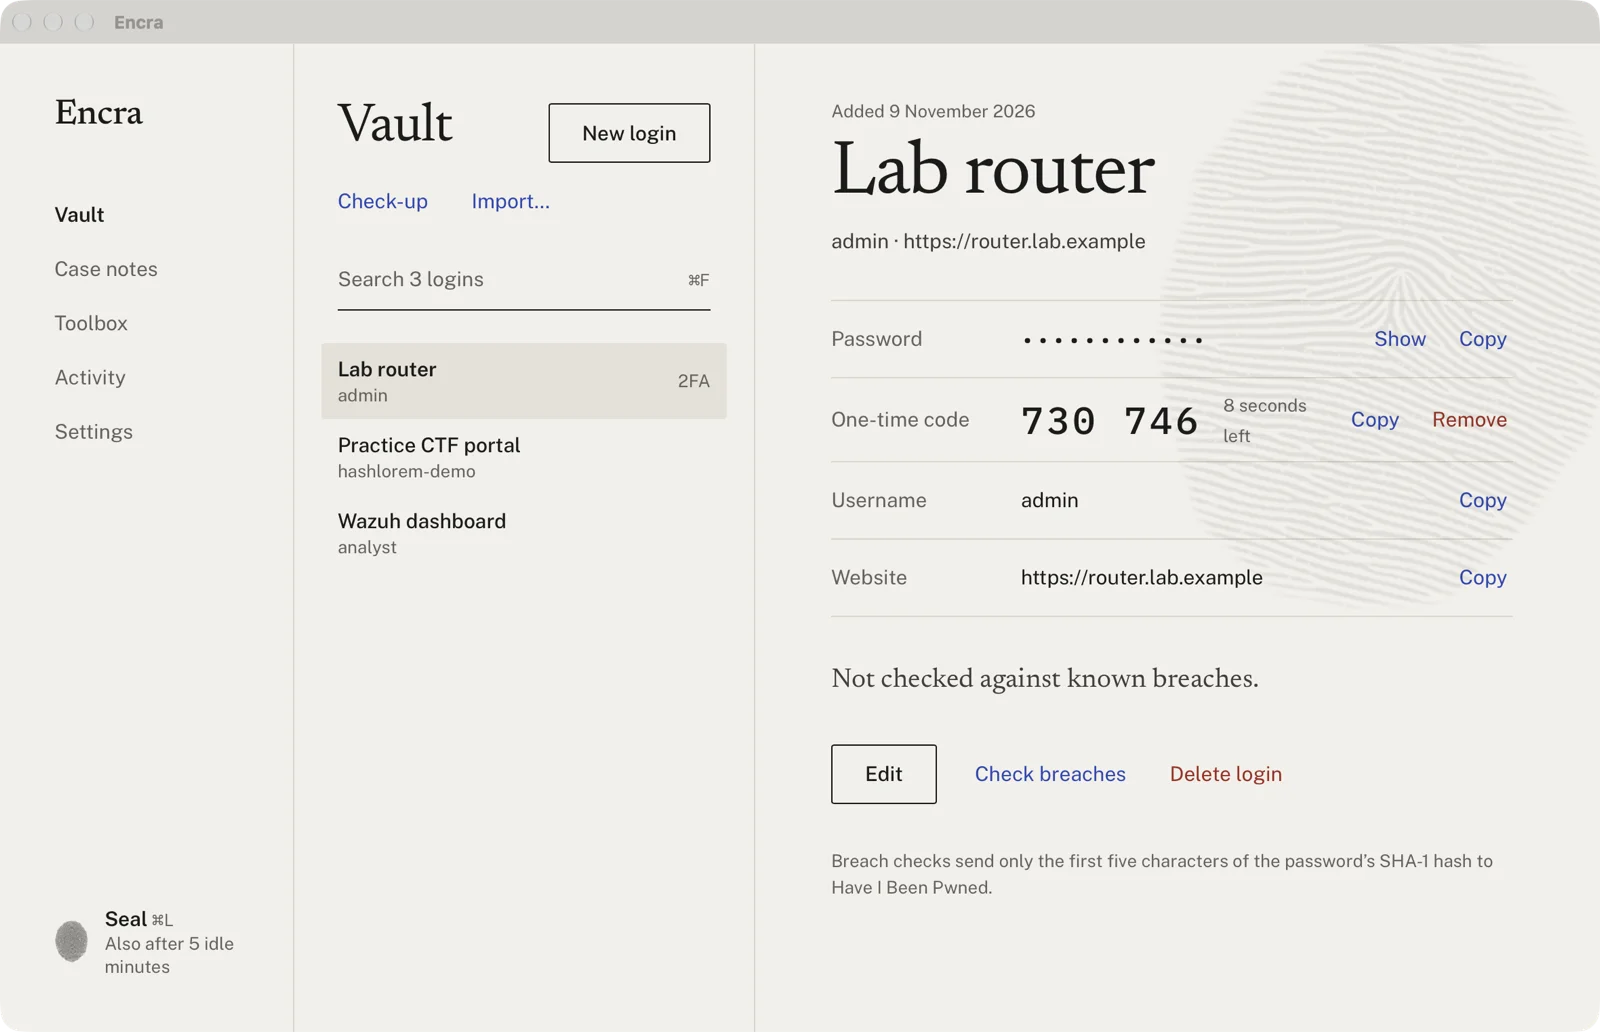 Encra
Encra
Vault
Case notes
Toolbox
Activity
Settings
Seal ⌘L
Also after 5 idle
minutes
Vault
New login
Check-up
Import...
Search 3 logins
⌘F
Lab router
admin
2FA
Practice CTF portal
hashlorem-demo
Wazuh dashboard
analyst
Added 9 November 2026
Lab router
admin · https://router.lab.example
Password
••••••••••••
Show
Copy
One-time code
730 746
8 seconds
left
Copy
Remove
Username
admin
Copy
Website
https://router.lab.example
Copy
Not checked against known breaches.
Edit
Check breaches
Delete login
Breach checks send only the first five characters of the password’s SHA-1 hash to
Have I Been Pwned.